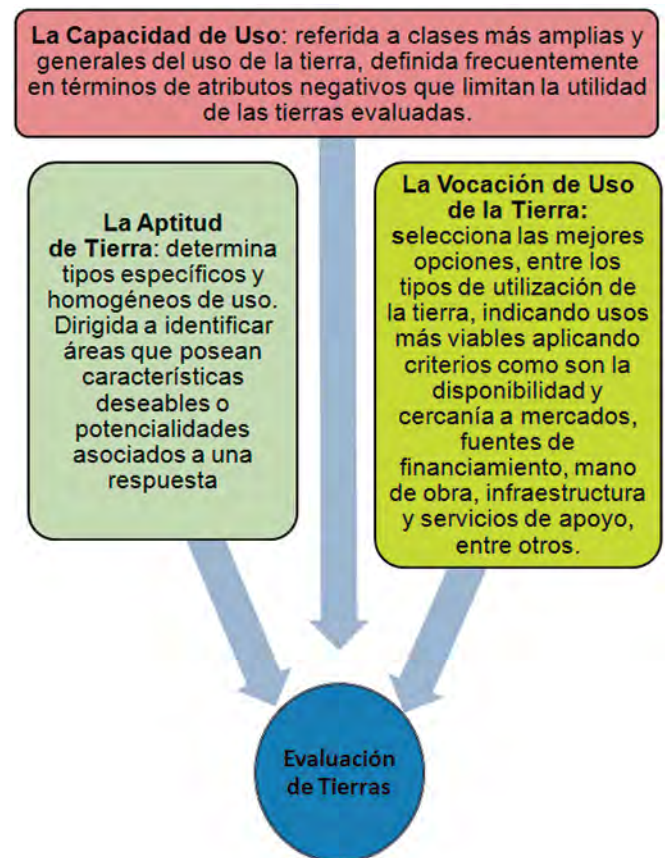 La Capacidad de Uso: referida a clases más amplias y
generales del uso de la tierra, definida frecuentemente
en términos de atributos negativos que limitan la utilidad
de las tierras evaluadas.
La Aptitud
de Tierra: determina
tipos específicos y
homogéneos de uso.
Dirigida a identificar
áreas que posean
características
deseables o
potencialidades
asociados a una
respuesta
La Vocación de Uso
de la Tierra:
selecciona las mejores
opciones, entre los
tipos de utilización de
la tierra, indicando usos
más viables aplicando
criterios como son la
disponibilidad y
cercanía a mercados,
fuentes de
financiamiento, mano
de obra, infraestructura
y servicios de apoyo,
entre otros.
Evaluación
de Tierras